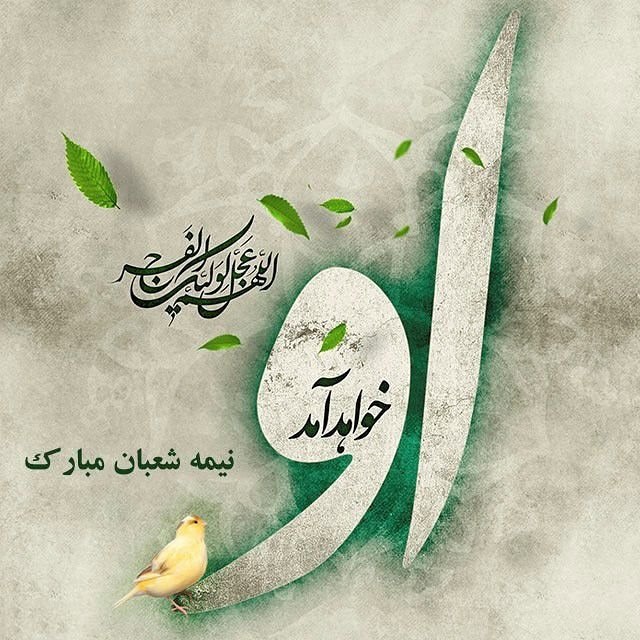 اللهم عجل لولیک الفرج
او
خواهد آمد
نیمه شعبان مبارک